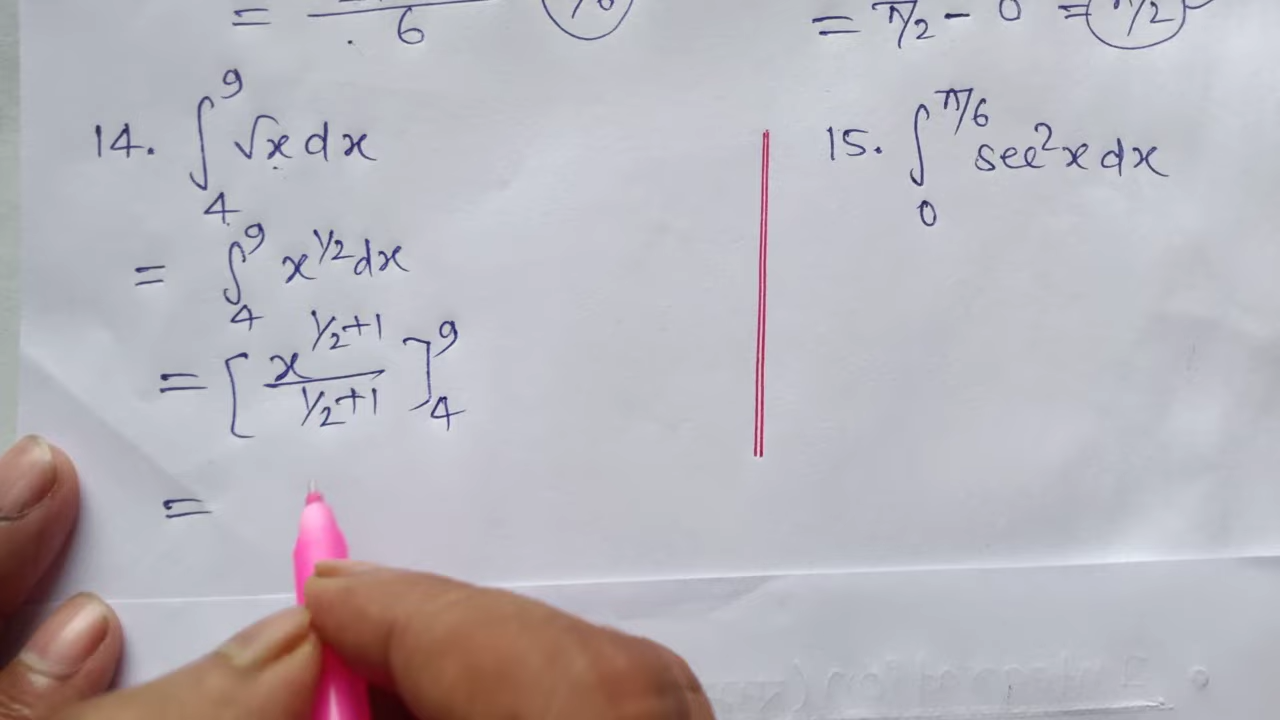 = 6
14. ∫₄⁹ √x dx
= ∫₄⁹ x^1/2 dx
= [x^1/2+1 / 1/2+1]₄⁹
=
= π/2 - 0 = π/2
15. ∫₀^π/6 sec²x dx